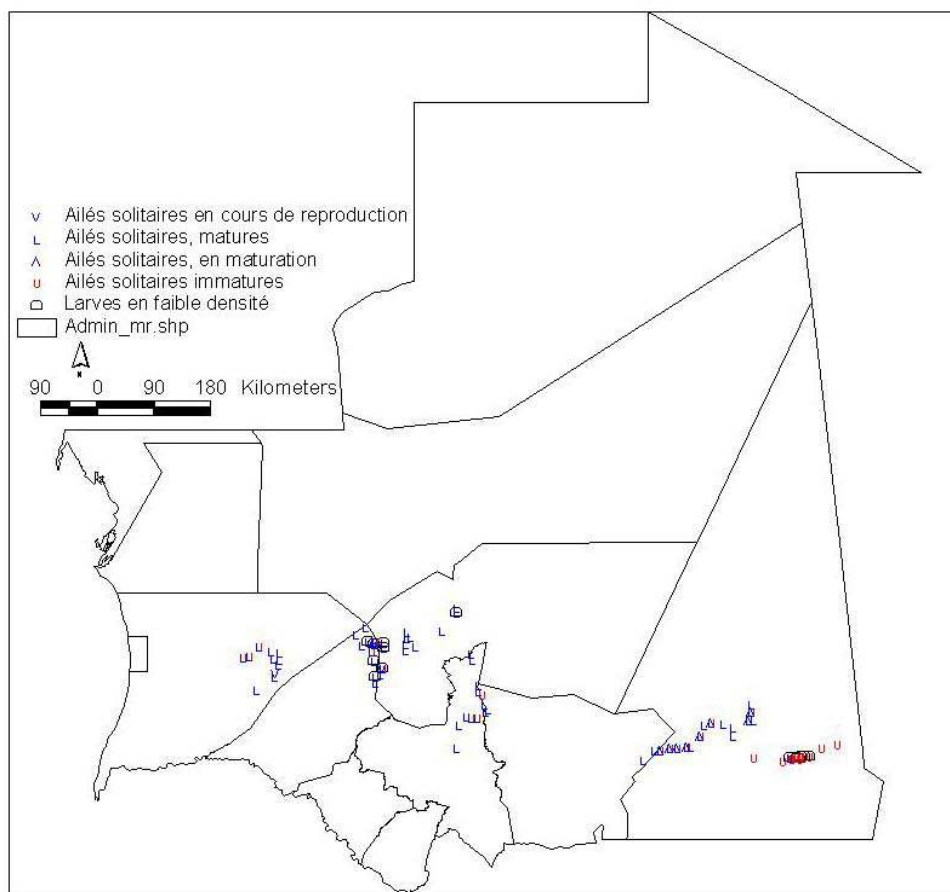 Ailés solitaires en cours de reproduction
Ailés solitaires, matures
Ailés solitaires, en maturation
Ailés solitaires immatures
Larves en faible densité
Admin_mr.shp
N
90 0 90 180 Kilometers